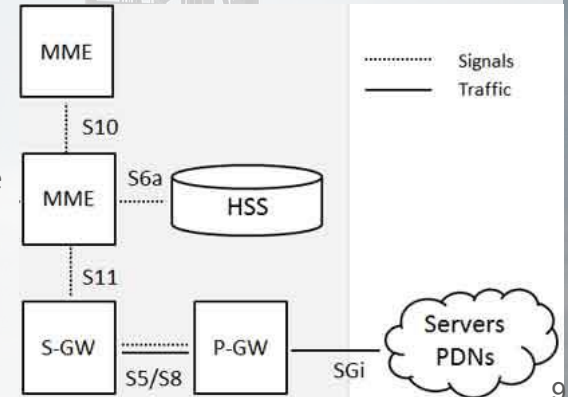 MME
Signals
Traffic
S10
MME
S6a
HSS
S11
S-GW
P-GW
Servers
PDNs
S5/S8
SGi
9